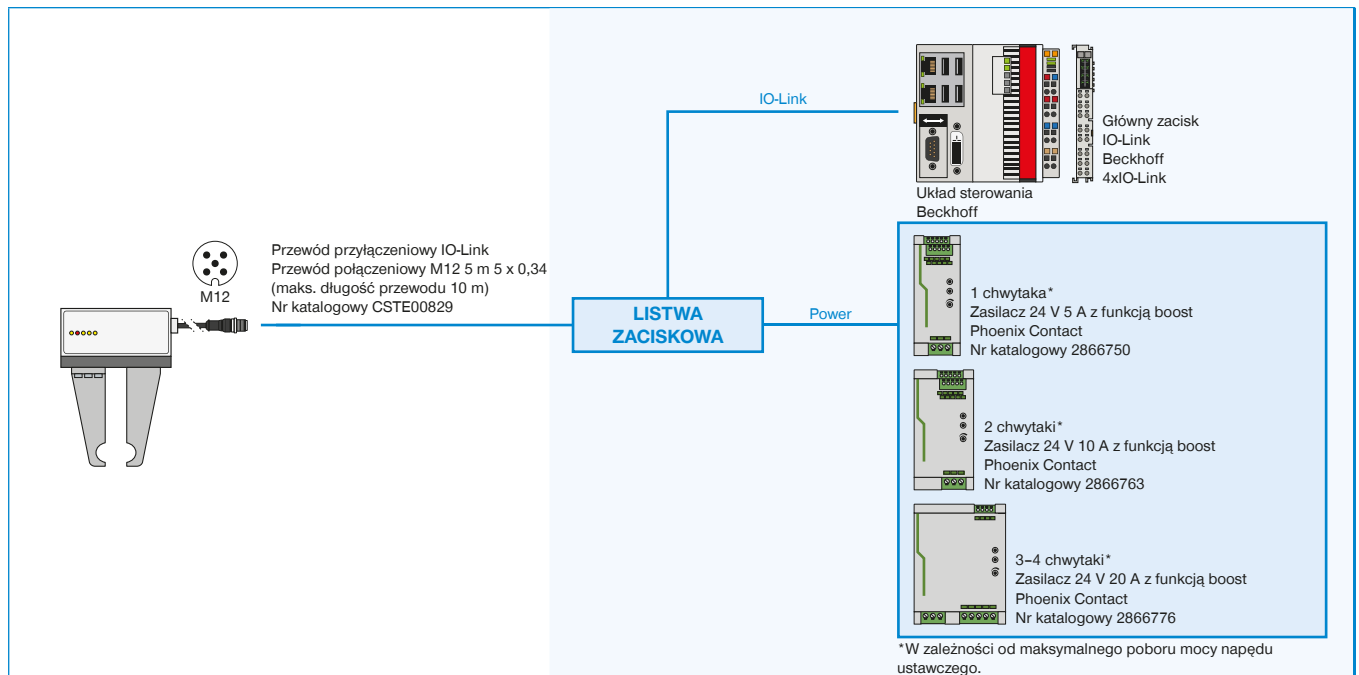 IO-Link
Główny zacisk
IO-Link
Beckhoff
4xIO-Link
Układ sterowania
Beckhoff
M12
Przewód przyłączeniowy IO-Link
Przewód połączeniowy M12 5 m 5 x 0,34
(maks. długość przewodu 10 m)
Nr katalogowy CSTE00829
LISTWA
ZACISKOWA
Power
1 chwytaka*
Zasilacz 24 V 5 A z funkcją boost
Phoenix Contact
Nr katalogowy 2866750
2 chwytaki*
Zasilacz 24 V 10 A z funkcją boost
Phoenix Contact
Nr katalogowy 2866763
3–4 chwytaki*
Zasilacz 24 V 20 A z funkcją boost
Phoenix Contact
Nr katalogowy 2866776
*W zależności od maksymalnego poboru mocy napędu
ustawczego.